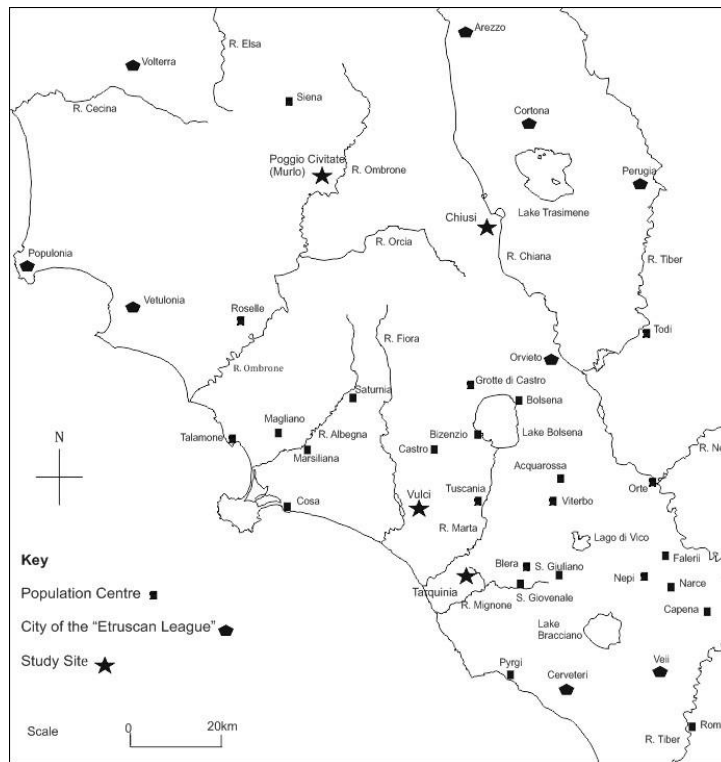 Arezzo
R. Elsa
Volterra
R. Cecina
Siena
Cortona
Poggio Civitate
(Murlo)
R. Ombrone
Perugia
Lake Trasimene
Chiusi
R. Orcia
R. Chiana
R. Tiber
Populonia
Vetulonia
Roselle
R. Fiora
Todi
Orvieto
R. Ombrone
Grotte di Castro
Saturnia
Bolsena
Magliano
Talamone
R. Albegna
Bizenzio
Lake Bolsena
N
Marsiliana
Castro
R. Ne
Acquarossa
Orte
Cosa
Vulci
Tuscania
Viterbo
R. Marta
Lago di Vico
Key
Falerii
Blera
S. Giuliano
Nepi
Narce
Population Centre
Tarquinia
S. Giovenale
R. Mignone
Capena
City of the “Etruscan League”
Lake
Bracciano
Study Site
Pyrgi
Cerveteri
Veii
Scale
0
20km
R. Tiber
Rom